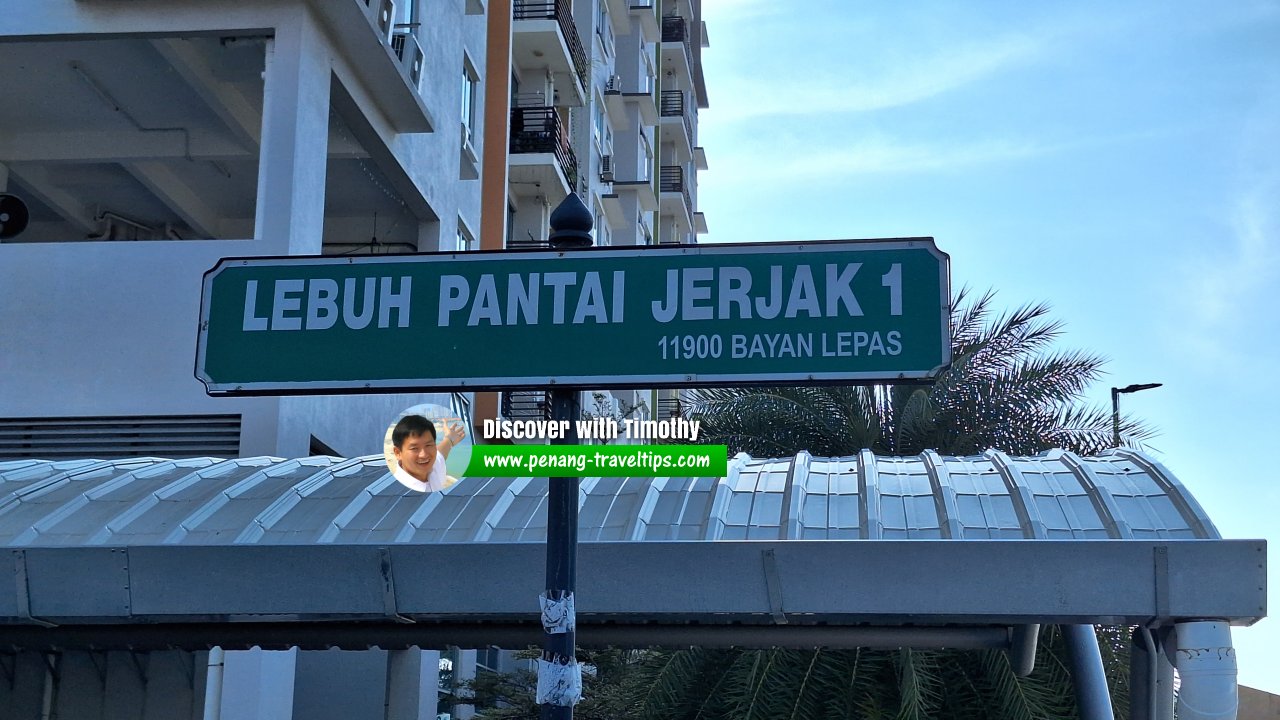 LEBUH PANTAI JERJAK 1
11900 BAYAN LEPAS
Discover with Timothy
www.penang-traveltips.com